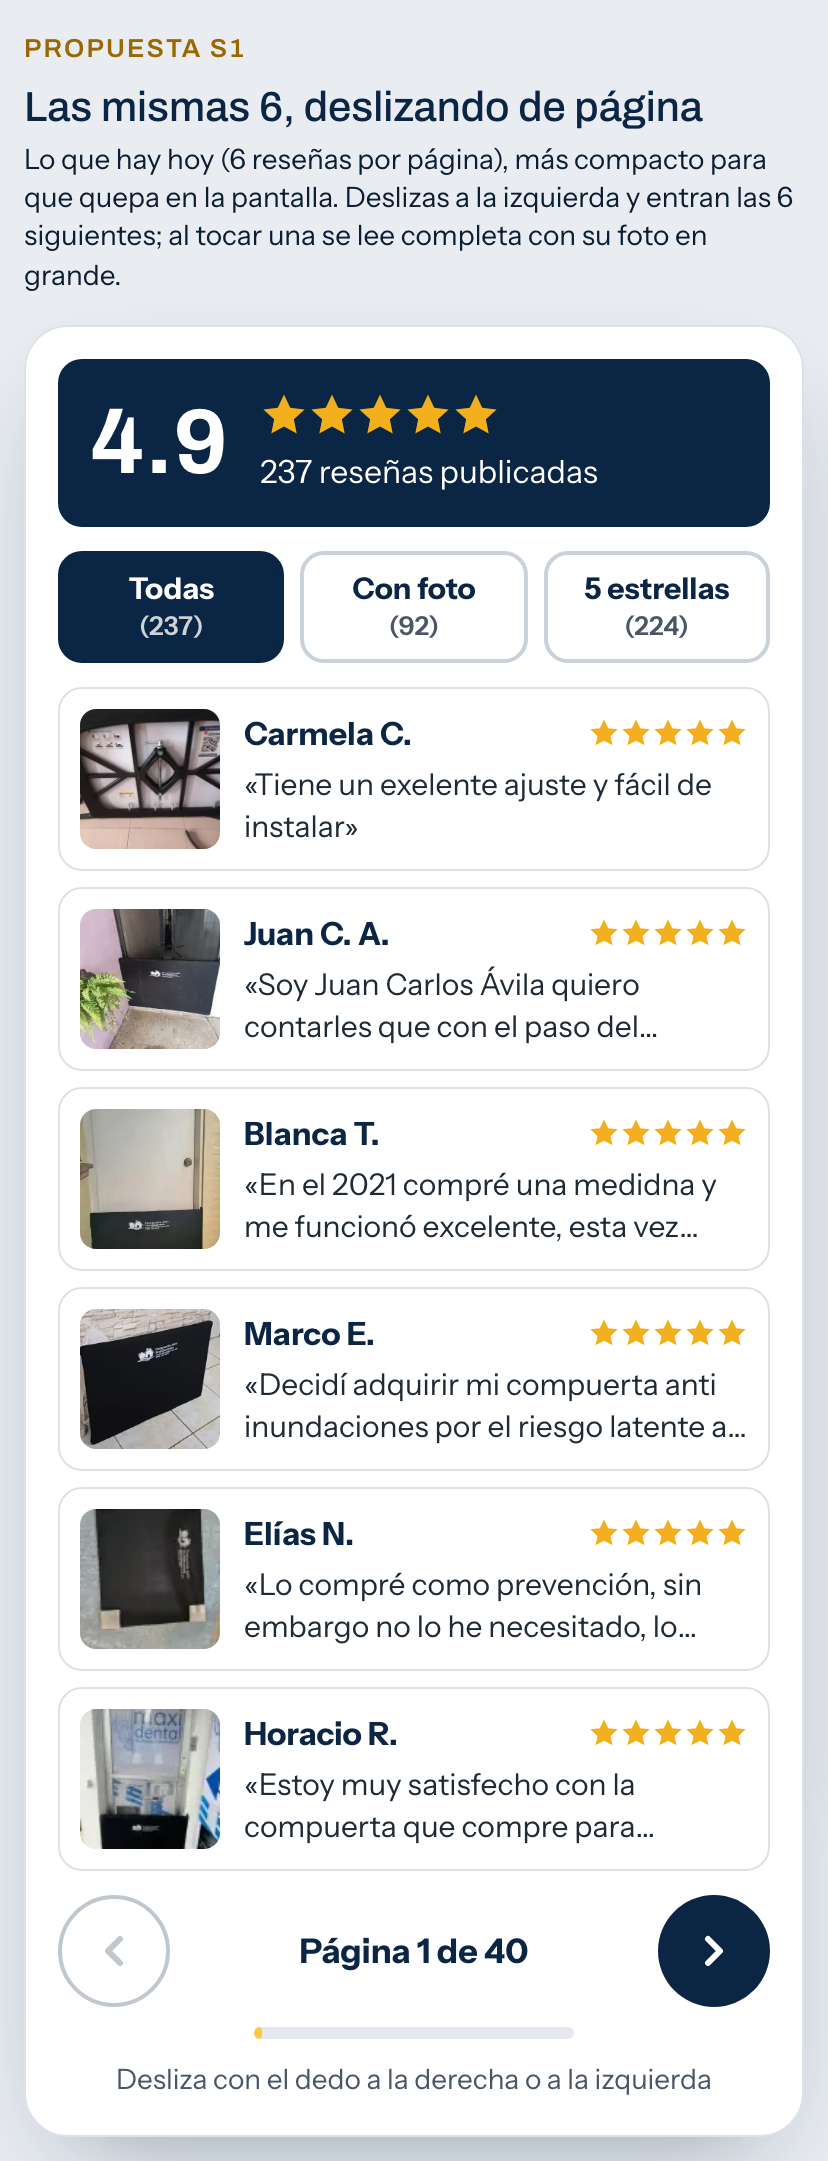 PROPUESTA S1
Las mismas 6, deslizando de página
Lo que hay hoy (6 reseñas por página), más compacto para
que quepa en la pantalla. Deslizas a la izquierda y entran las 6
siguientes; al tocar una se lee completa con su foto en
grande.
4.9
237 reseñas publicadas
Todas
(237)
Con foto
(92)
5 estrellas
(224)
Carmela C.
«Tiene un exelente ajuste y fácil de
instalar»
Juan C. A.
«Soy Juan Carlos Ávila quiero
contarles que con el paso del...
Blanca T.
«En el 2021 compré una medidna y
me funcionó excelente, esta vez...
Marco E.
«Decidí adquirir mi compuerta anti
inundaciones por el riesgo latente a...
Elías N.
«Lo compré como prevención, sin
embargo no lo he necesitado, lo...
maxi
dental
Horacio R.
«Estoy muy satisfecho con la
compuerta que compre para...
Página 1 de 40
Desliza con el dedo a la derecha o a la izquierda